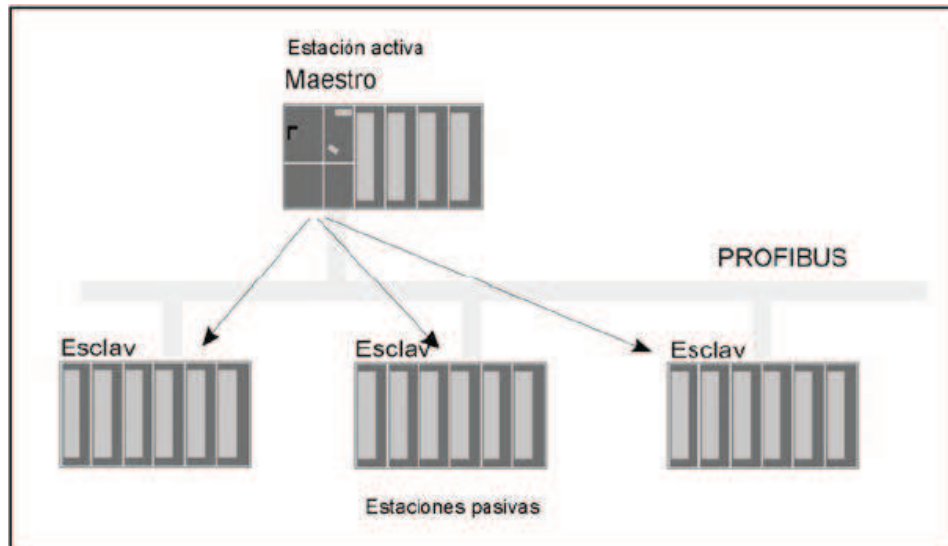 Estación activa
Maestro
PROFIBUS
Esclav
Esclav
Esclav
Estaciones pasivas